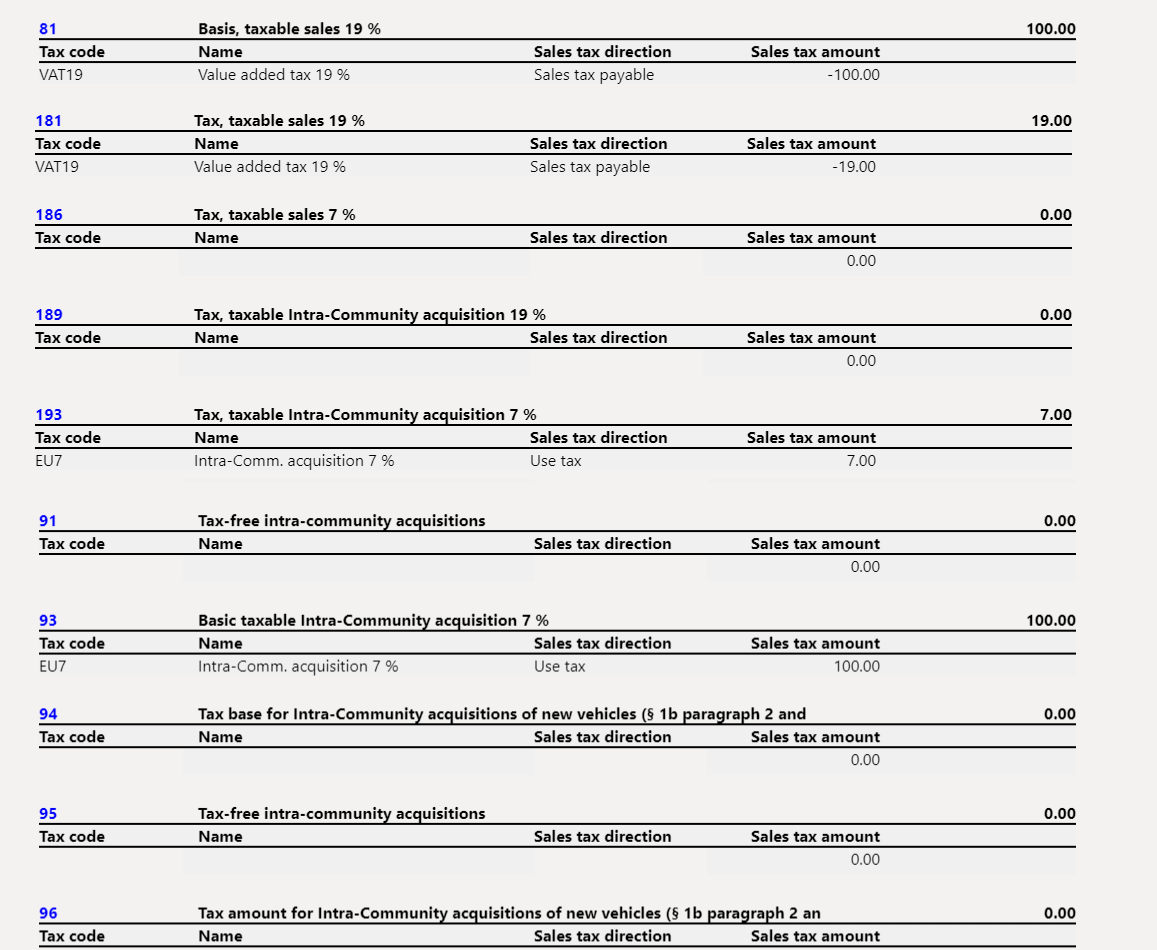 81 Basis, taxable sales 19 % 100.00
Tax code Name Sales tax direction Sales tax amount
VAT19 Value added tax 19 % Sales tax payable -100.00
181 Tax, taxable sales 19 % 19.00
Tax code Name Sales tax direction Sales tax amount
VAT19 Value added tax 19 % Sales tax payable -19.00
186 Tax, taxable sales 7 % 0.00
Tax code Name Sales tax direction Sales tax amount
0.00
189 Tax, taxable Intra-Community acquisition 19 % 0.00
Tax code Name Sales tax direction Sales tax amount
0.00
193 Tax, taxable Intra-Community acquisition 7 % 7.00
Tax code Name Sales tax direction Sales tax amount
EU7 Intra-Comm. acquisition 7 % Use tax 7.00
91 Tax-free intra-community acquisitions 0.00
Tax code Name Sales tax direction Sales tax amount
0.00
93 Basic taxable Intra-Community acquisition 7 % 100.00
Tax code Name Sales tax direction Sales tax amount
EU7 Intra-Comm. acquisition 7 % Use tax 100.00
94 Tax base for Intra-Community acquisitions of new vehicles (§ 1b paragraph 2 and 0.00
Tax code Name Sales tax direction Sales tax amount
0.00
95 Tax-free intra-community acquisitions 0.00
Tax code Name Sales tax direction Sales tax amount
0.00
96 Tax amount for Intra-Community acquisitions of new vehicles (§ 1b paragraph 2 an 0.00
Tax code Name Sales tax direction Sales tax amount